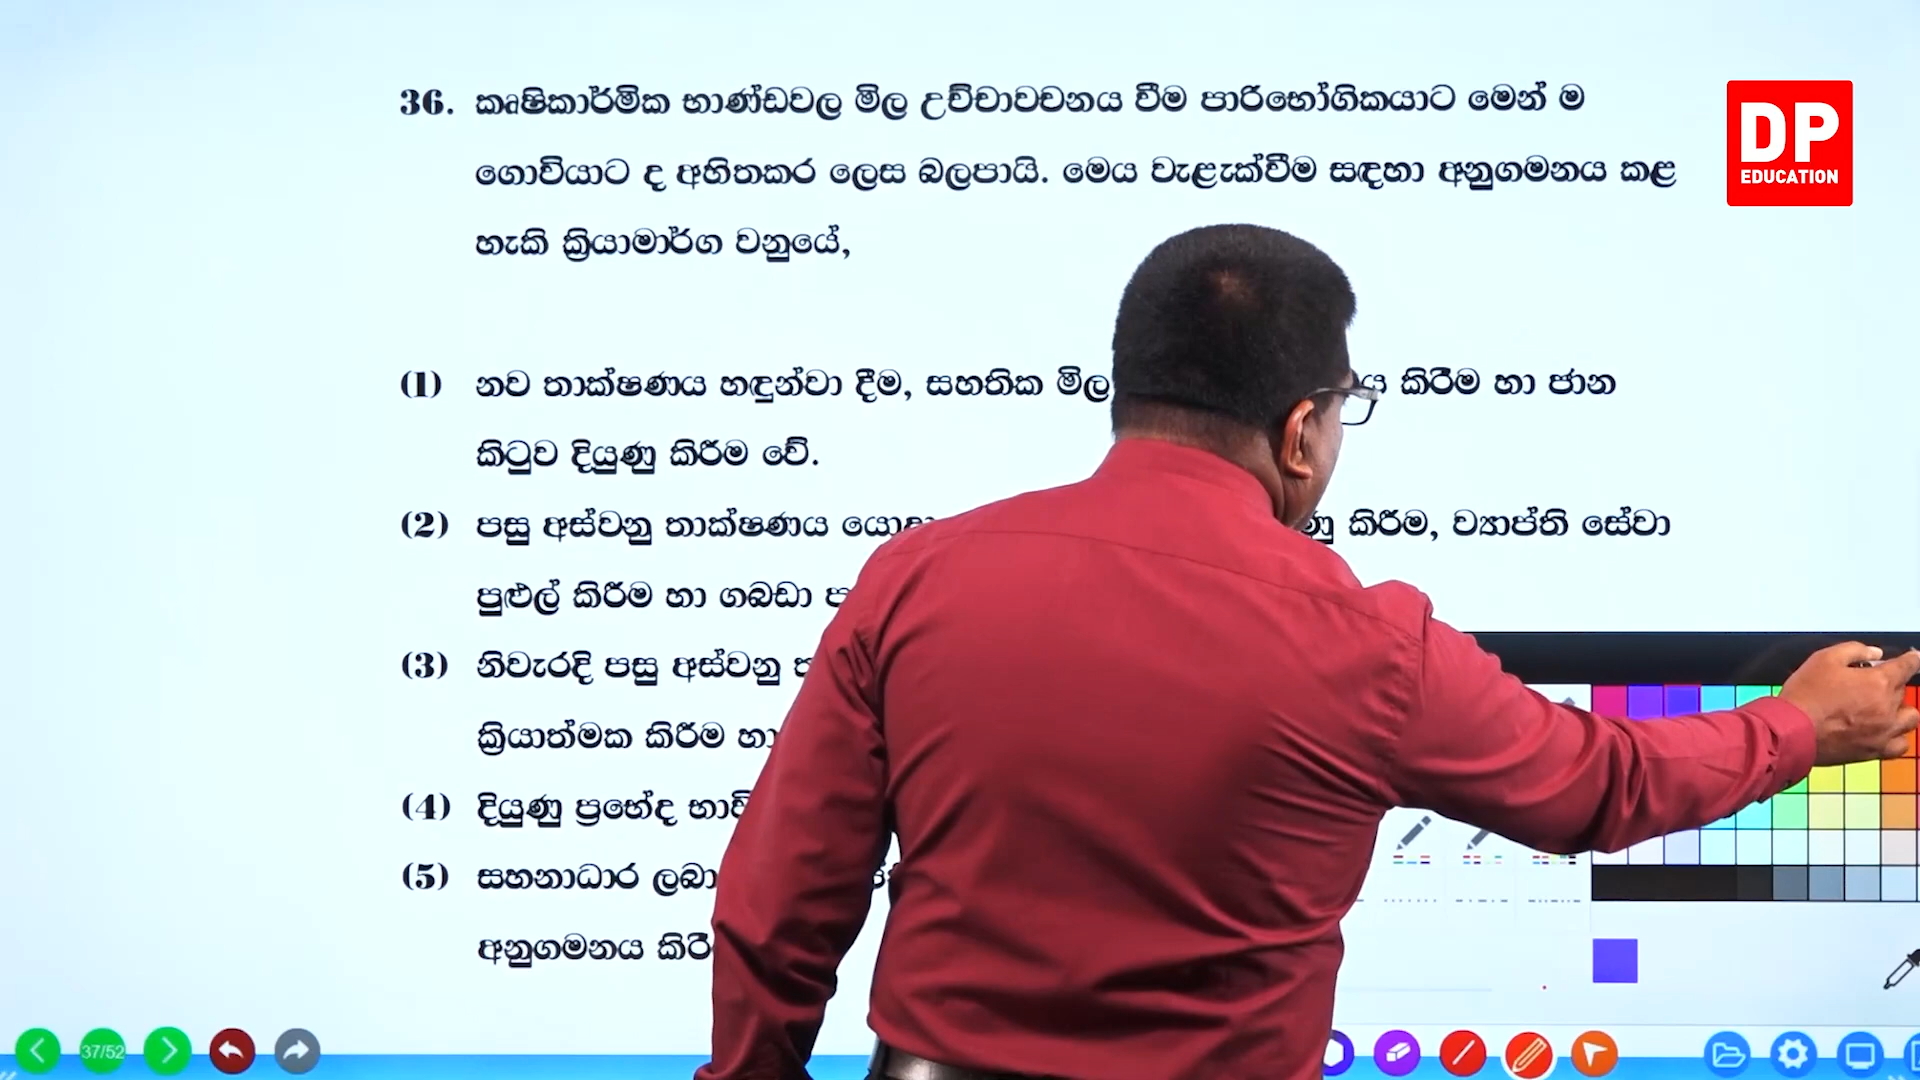 36. කෘෂිකාර්මික භාණ්ඩවල මිල උච්චාවචනය වීම පාරිභෝගිකයාට මෙන් ම
ගොවියාට ද අහිතකර ලෙස බලපායි. මෙය වැළැක්වීම සඳහා අනුගමනය කළ
හැකි ක්‍රියාමාර්ග වනුයේ,
DP
EDUCATION
(1) නව තාක්ෂණය හඳුන්වා දීම, සහතික මිල කිරීම හා ජාන
කිටුව දියුණු කිරීම වේ.
(2) පසු අස්වනු තාක්ෂණය කිරීම, ව්‍යාප්ති සේවා
පුළුල් කිරීම හා ගබඩා
(3) නිවැරදි පසු අස්වනු
ක්‍රියාත්මක කිරීම හා
(4) දියුණු ප්‍රභේද
(5) සහනාධාර
අනුගමනය
37/52